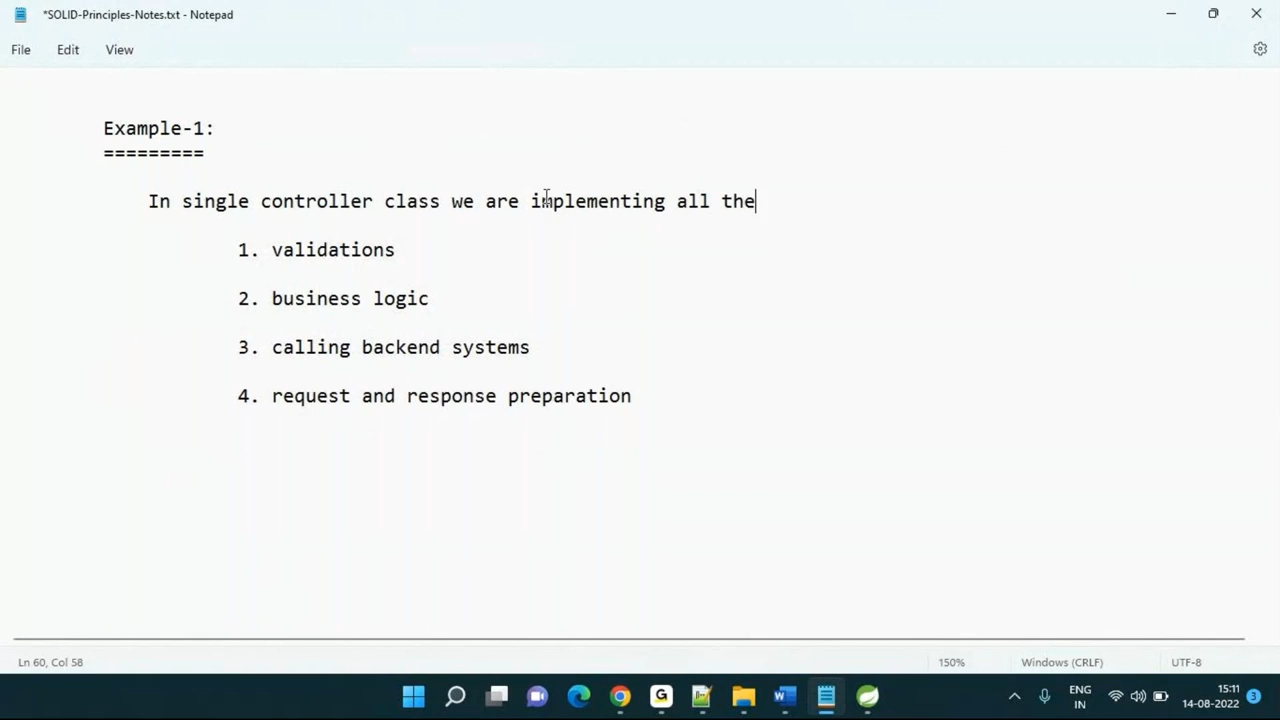 *SOLID-Principles-Notes.txt - Notepad
File Edit View
Example-1:
=========
In single controller class we are implementing all the
1. validations
2. business logic
3. calling backend systems
4. request and response preparation
Ln 60, Col 58 150% Windows (CRLF) UTF-8
ENG 15:11
IN 14-08-2022 3